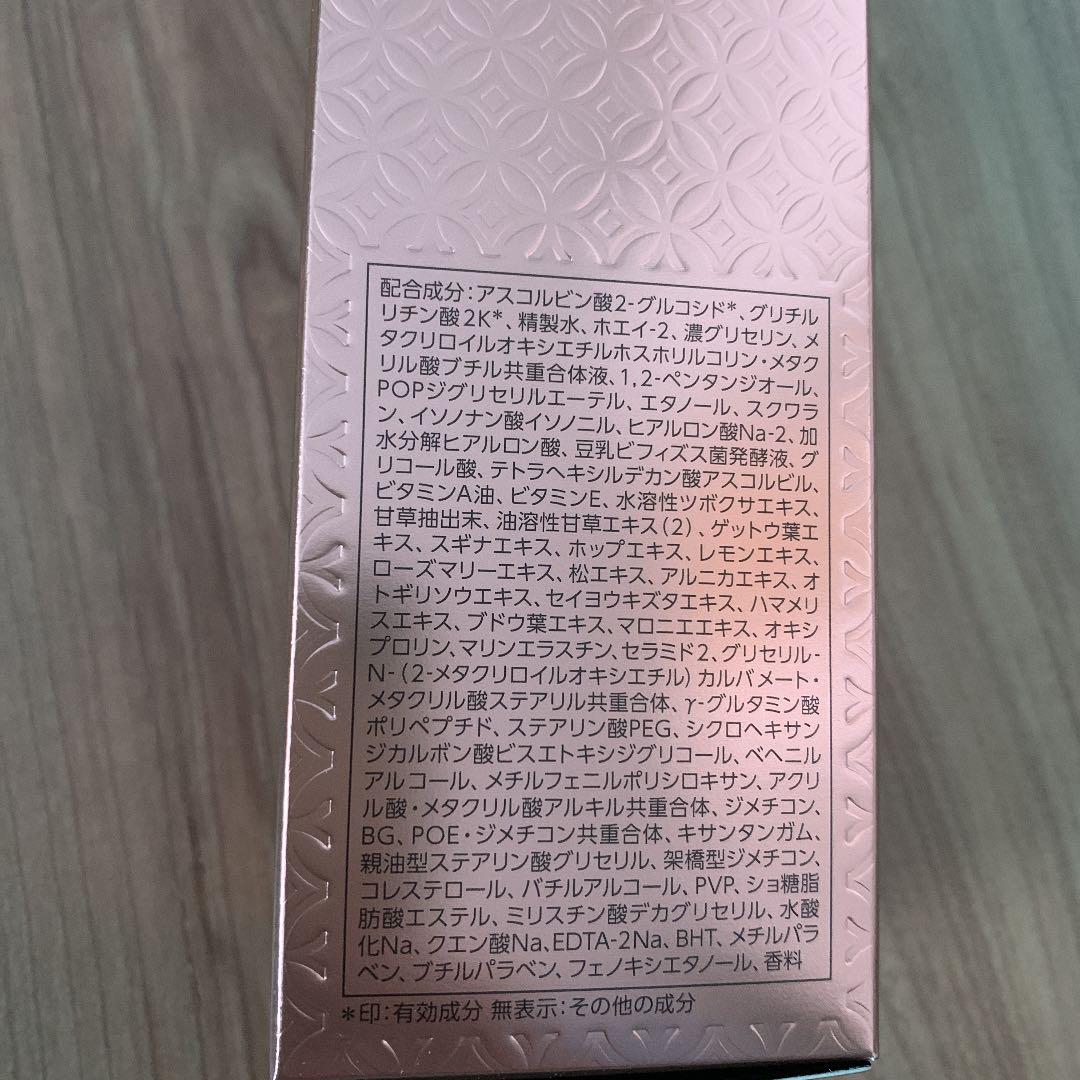 配合成分：アスコルビン酸2-グルコシド*、グリチル
リチン酸2K*、精製水、ホエイ-2、濃グリセリン、メ
タクリロイルオキシエチルホスホリルコリン・メタク
リル酸ブチル共重合体液、1,2-ペンタンジオール、
POPジグリセリルエーテル、エタノール、スクワラ
ン、イソノナン酸イソノニル、ヒアルロン酸Na-2、加
水分解ヒアルロン酸、豆乳ビフィズス菌発酵液、グ
リコール酸、テトラヘキシルデカン酸アスコルビル、
ビタミンA油、ビタミンE、水溶性ツボクサエキス、
甘草抽出末、油溶性甘草エキス(2)、ゲットウ葉エ
キス、スギナエキス、ホップエキス、レモンエキス、
ローズマリーエキス、松エキス、アルニカエキス、オ
トギリソウエキス、セイヨウキズタエキス、ハマメリ
スエキス、ブドウ葉エキス、マロニエエキス、オキシ
プロリン、マリンエラスチン、セラミド2、グリセリル-
N-(2-メタクリロイルオキシエチル)カルバメート・
メタクリル酸ステアリル共重合体、γ-グルタミン酸
ポリペプチド、ステアリン酸PEG、シクロヘキサン
ジカルボン酸ビスエトキシジグリコール、ベヘニル
アルコール、メチルフェニルポリシロキサン、アクリ
ル酸・メタクリル酸アルキル共重合体、ジメチコン、
BG、POE・ジメチコン共重合体、キサンタンガム、
親油型ステアリン酸グリセリル、架橋型ジメチコン、
コレステロール、バチルアルコール、PVP、ショ糖脂
肪酸エステル、ミリスチン酸デカグリセリル、水酸
化Na、クエン酸Na、EDTA-2Na、BHT、メチルパラ
ベン、ブチルパラベン、フェノキシエタノール、香料
*印：有効成分 無表示：その他の成分